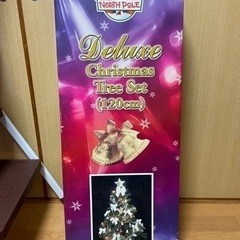 NORTH POLE
Deluxe
Christmas
Tree Set
(120cm)